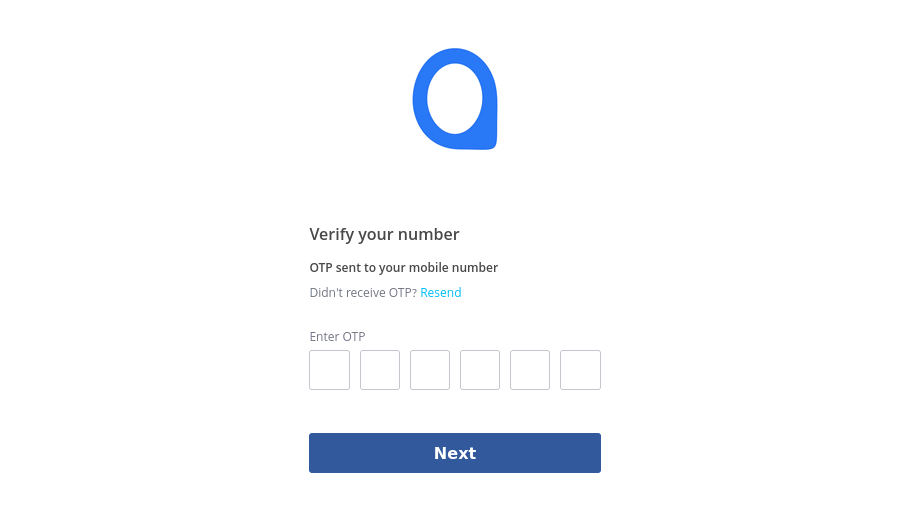 Verify your number
OTP sent to your mobile number
Didn't receive OTP? Resend
Enter OTP
Next